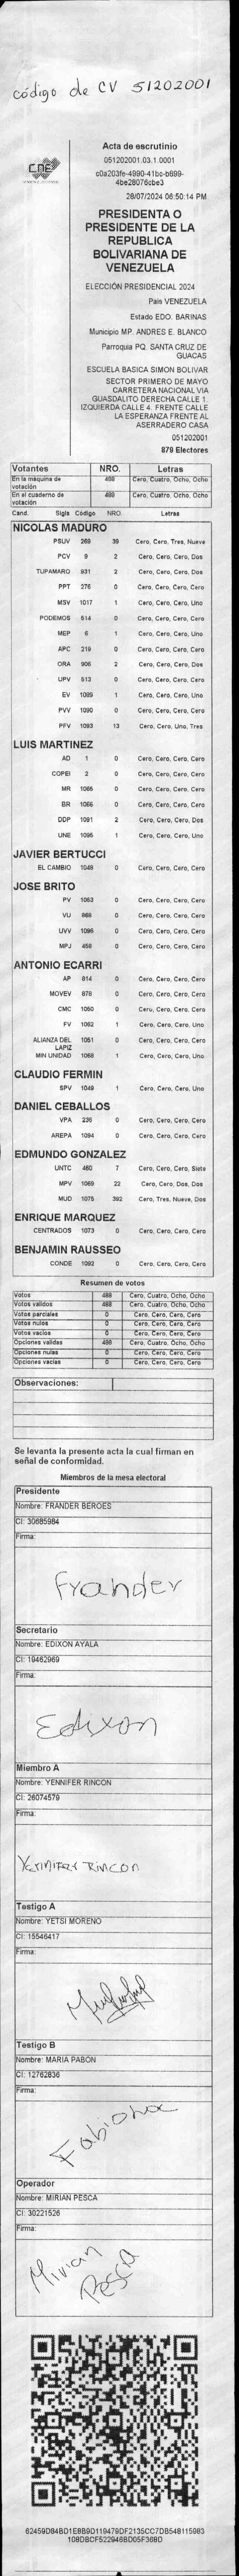 código de CV 51202001
CNE
Acta de escrutinio
051202001.03.1.0001
c0a203fe-4990-41bc-b699-
4be28076cbe3
28/07/2024 06:50:14 PM
PRESIDENTA O
PRESIDENTE DE LA
REPUBLICA
BOLIVARIANA DE
VENEZUELA
ELECCIÓN PRESIDENCIAL 2024
Pais VENEZUELA
Estado EDO. BARINAS
Municipio MP. ANDRES E. BLANCO
Parroquia PQ. SANTA CRUZ DE
GUACAS
ESCUELA BASICA SIMON BOLIVAR
SECTOR PRIMERO DE MAYO
CARRETERA NACIONAL VIA
GUASDALITO DERECHA CALLE 1.
IZQUIERDA CALLE 4. FRENTE CALLE
LA ESPERANZA FRENTE AL
ASERRADERO CASA
051202001
879 Electores
Votantes NRO. Letras
En la máquina de votación 488 Cero, Cuatro, Ocho, Ocho
En el cuaderno de votación 488 Cero, Cuatro, Ocho, Ocho
Cand. Sigla Código NRO. Letras
NICOLAS MADURO
PSUV 269 39 Cero, Cero, Tres, Nueve
PCV 9 2 Cero, Cero, Cero, Dos
TUPAMARO 931 2 Cero, Cero, Cero, Dos
PPT 276 0 Cero, Cero, Cero, Cero
MSV 1017 1 Cero, Cero, Cero, Uno
PODEMOS 514 0 Cero, Cero, Cero, Cero
MEP 6 1 Cero, Cero, Cero, Uno
APC 219 0 Cero, Cero, Cero, Cero
ORA 906 2 Cero, Cero, Cero, Dos
UPV 513 0 Cero, Cero, Cero, Cero
EV 1099 1 Cero, Cero, Cero, Uno
PVV 1090 0 Cero, Cero, Cero, Cero
PFV 1093 13 Cero, Cero, Uno, Tres
LUIS MARTINEZ
AD 1 0 Cero, Cero, Cero, Cero
COPEI 2 0 Cero, Cero, Cero, Cero
MR 1065 0 Cero, Cero, Cero, Cero
BR 1066 0 Cero, Cero, Cero, Cero
DDP 1091 2 Cero, Cero, Cero, Dos
UNE 1095 1 Cero, Cero, Cero, Uno
JAVIER BERTUCCI
EL CAMBIO 1048 0 Cero, Cero, Cero, Cero
JOSE BRITO
PV 1053 0 Cero, Cero, Cero, Cero
VU 868 0 Cero, Cero, Cero, Cero
UVV 1096 0 Cero, Cero, Cero, Cero
MPJ 458 0 Cero, Cero, Cero, Cero
ANTONIO ECARRI
AP 814 0 Cero, Cero, Cero, Cero
MOVEV 878 0 Cero, Cero, Cero, Cero
CMC 1050 0 Cero, Cero, Cero, Cero
FV 1062 1 Cero, Cero, Cero, Uno
ALIANZA DEL LAPIZ 1051 0 Cero, Cero, Cero, Cero
MIN UNIDAD 1068 1 Cero, Cero, Cero, Uno
CLAUDIO FERMIN
SPV 1049 1 Cero, Cero, Cero, Uno
DANIEL CEBALLOS
VPA 236 0 Cero, Cero, Cero, Cero
AREPA 1094 0 Cero, Cero, Cero, Cero
EDMUNDO GONZALEZ
UNTC 460 7 Cero, Cero, Cero, Siete
MPV 1069 22 Cero, Cero, Dos, Dos
MUD 1075 392 Cero, Tres, Nueve, Dos
ENRIQUE MARQUEZ
CENTRADOS 1073 0 Cero, Cero, Cero, Cero
BENJAMIN RAUSSEO
CONDE 1092 0 Cero, Cero, Cero, Cero
Resumen de votos
Votos 488 Cero, Cuatro, Ocho, Ocho
Votos validos 488 Cero, Cuatro, Ocho, Ocho
Votos parciales 0 Cero, Cero, Cero, Cero
Votos nulos 0 Cero, Cero, Cero, Cero
Votos vacios 0 Cero, Cero, Cero, Cero
Opciones validas 488 Cero, Cuatro, Ocho, Ocho
Opciones nulas 0 Cero, Cero, Cero, Cero
Opciones vacias 0 Cero, Cero, Cero, Cero
Observaciones:
Se levanta la presente acta la cual firman en
señal de conformidad.
Miembros de la mesa electoral
Presidente
Nombre: FRANDER BEROES
CI: 30685984
Firma:
Frander
Secretario
Nombre: EDIXON AYALA
CI: 19462969
Firma:
Edixon
Miembro A
Nombre: YENNIFER RINCON
CI: 26074579
Firma:
Yennifer Rincon
Testigo A
Nombre: YETSI MORENO
CI: 15546417
Firma:
Testigo B
Nombre: MARIA PABON
CI: 12762836
Firma:
Fabiona
Operador
Nombre: MIRIAN PESCA
CI: 30221526
Firma:
Mirian
Pesca
62459D84BD1E8B9D119479DF2135CC7DB548115983
108DBCF522946BD05F368D